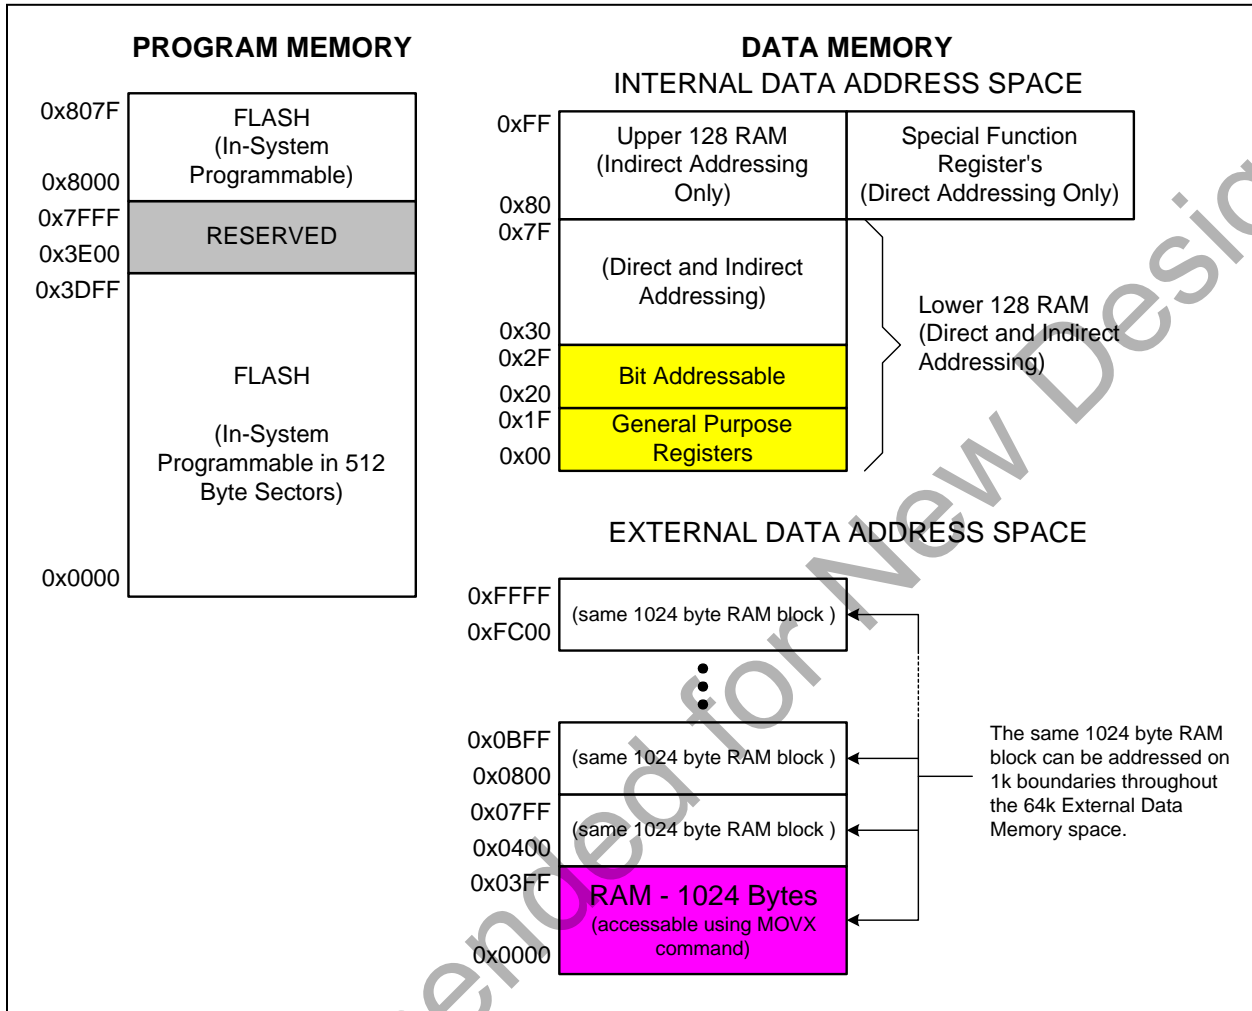 PROGRAM MEMORY
0x807F
FLASH
(In-System
Programmable)
0x8000
0x7FFF
RESERVED
0x3E00
0x3DFF
FLASH
(In-System
Programmable in 512
Byte Sectors)
0x0000
DATA MEMORY
INTERNAL DATA ADDRESS SPACE
0xFF
Upper 128 RAM
(Indirect Addressing
Only)
0x80
Special Function
Register's
(Direct Addressing Only)
0x7F
(Direct and Indirect
Addressing)
0x30
0x2F
Bit Addressable
0x20
0x1F
General Purpose
Registers
0x00
Lower 128 RAM
(Direct and Indirect
Addressing)
EXTERNAL DATA ADDRESS SPACE
0xFFFF
(same 1024 byte RAM block )
0xFC00
0x0BFF
(same 1024 byte RAM block )
0x0800
0x07FF
(same 1024 byte RAM block )
0x0400
0x03FF
RAM - 1024 Bytes
(accessable using MOVX
command)
0x0000
The same 1024 byte RAM
block can be addressed on
1k boundaries throughout
the 64k External Data
Memory space.
for New